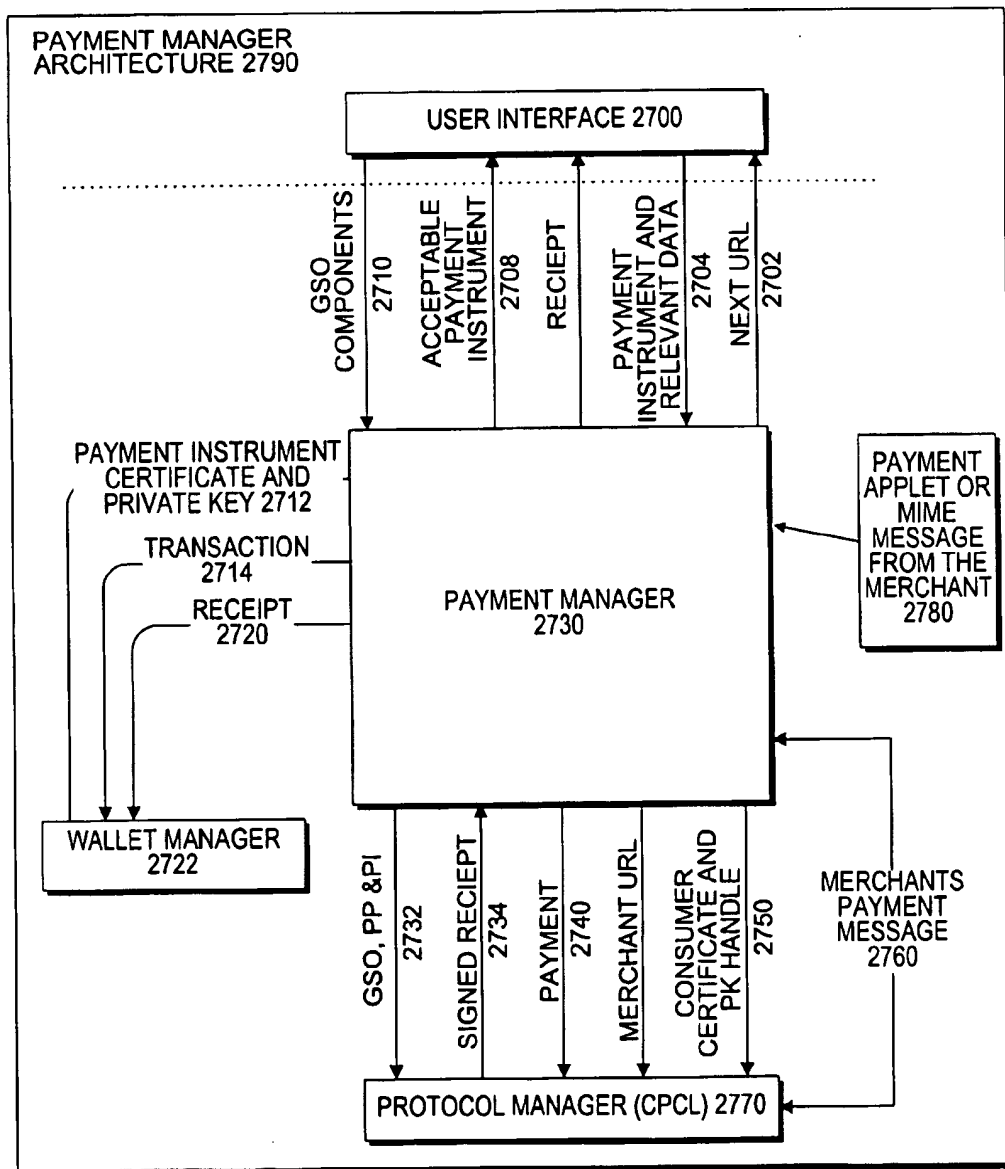 PAYMENT MANAGER
ARCHITECTURE 2790
USER INTERFACE 2700
GSO
COMPONENTS
2710
ACCEPTABLE
PAYMENT
INSTRUMENT
2708
RECIEPT
PAYMENT
INSTRUMENT AND
RELEVANT DATA
2704
NEXT URL
2702
PAYMENT INSTRUMENT
CERTIFICATE AND
PRIVATE KEY 2712
TRANSACTION
2714
RECEIPT
2720
PAYMENT MANAGER
2730
PAYMENT
APPLET OR
MIME
MESSAGE
FROM THE
MERCHANT
2780
WALLET MANAGER
2722
GSO, PP &PI
2732
SIGNED RECIEPT
2734
PAYMENT
2740
MERCHANT URL
CONSUMER
CERTIFICATE AND
PK HANDLE
2750
MERCHANTS
PAYMENT
MESSAGE
2760
PROTOCOL MANAGER (CPCL) 2770